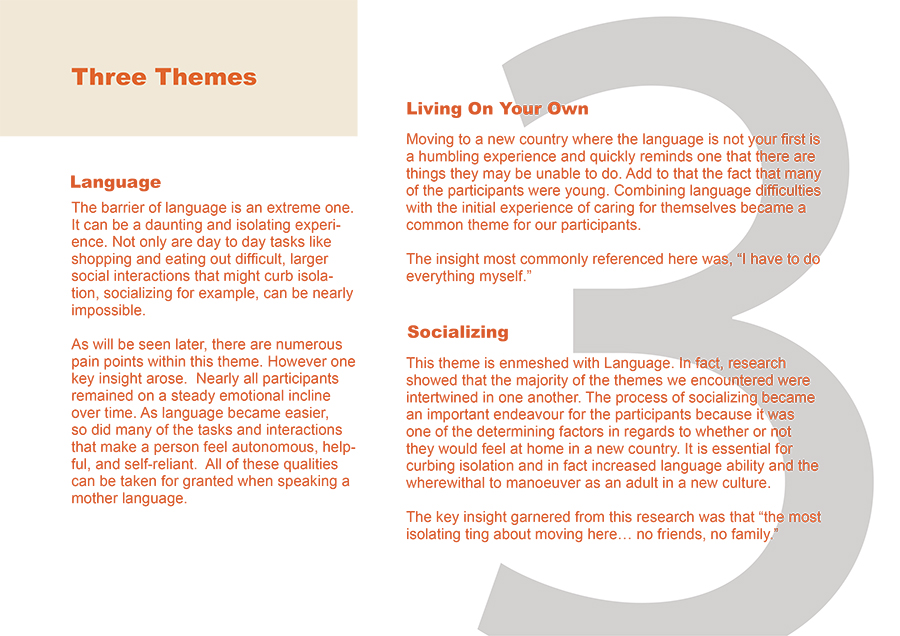 Three Themes
Language
The barrier of language is an extreme one.
It can be a daunting and isolating experi-
ence. Not only are day to day tasks like
shopping and eating out difficult, larger
social interactions that might curb isola-
tion, socializing for example, can be nearly
impossible.
As will be seen later, there are numerous
pain points within this theme. However one
key insight arose.  Nearly all participants
remained on a steady emotional incline
over time. As language became easier,
so did many of the tasks and interactions
that make a person feel autonomous, help-
ful, and self-reliant.  All of these qualities
can be taken for granted when speaking a
mother language.
3
Living On Your Own
Moving to a new country where the language is not your first is
a humbling experience and quickly reminds one that there are
things they may be unable to do. Add to that the fact that many
of the participants were young. Combining language difficulties
with the initial experience of caring for themselves became a
common theme for our participants.
The insight most commonly referenced here was, “I have to do
everything myself.”
Socializing
This theme is enmeshed with Language. In fact, research
showed that the majority of the themes we encountered were
intertwined in one another. The process of socializing became
an important endeavour for the participants because it was
one of the determining factors in regards to whether or not
they would feel at home in a new country. It is essential for
curbing isolation and in fact increased language ability and the
wherewithal to manoeuver as an adult in a new culture.
The key insight garnered from this research was that “the most
isolating ting about moving here… no friends, no family.”